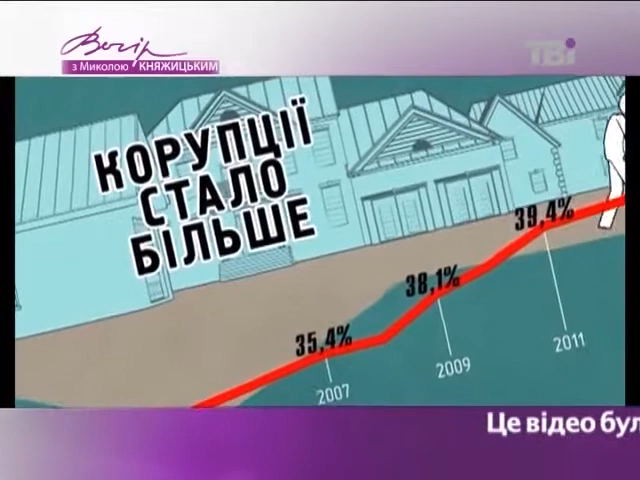 Вечір
з Миколою КНЯЖИЦЬКИМ
ТВі
КОРУПЦІЇ
СТАЛО
БІЛЬШЕ
39,4%
38,1%
35,4%
2011
2009
2007
Це відео бул